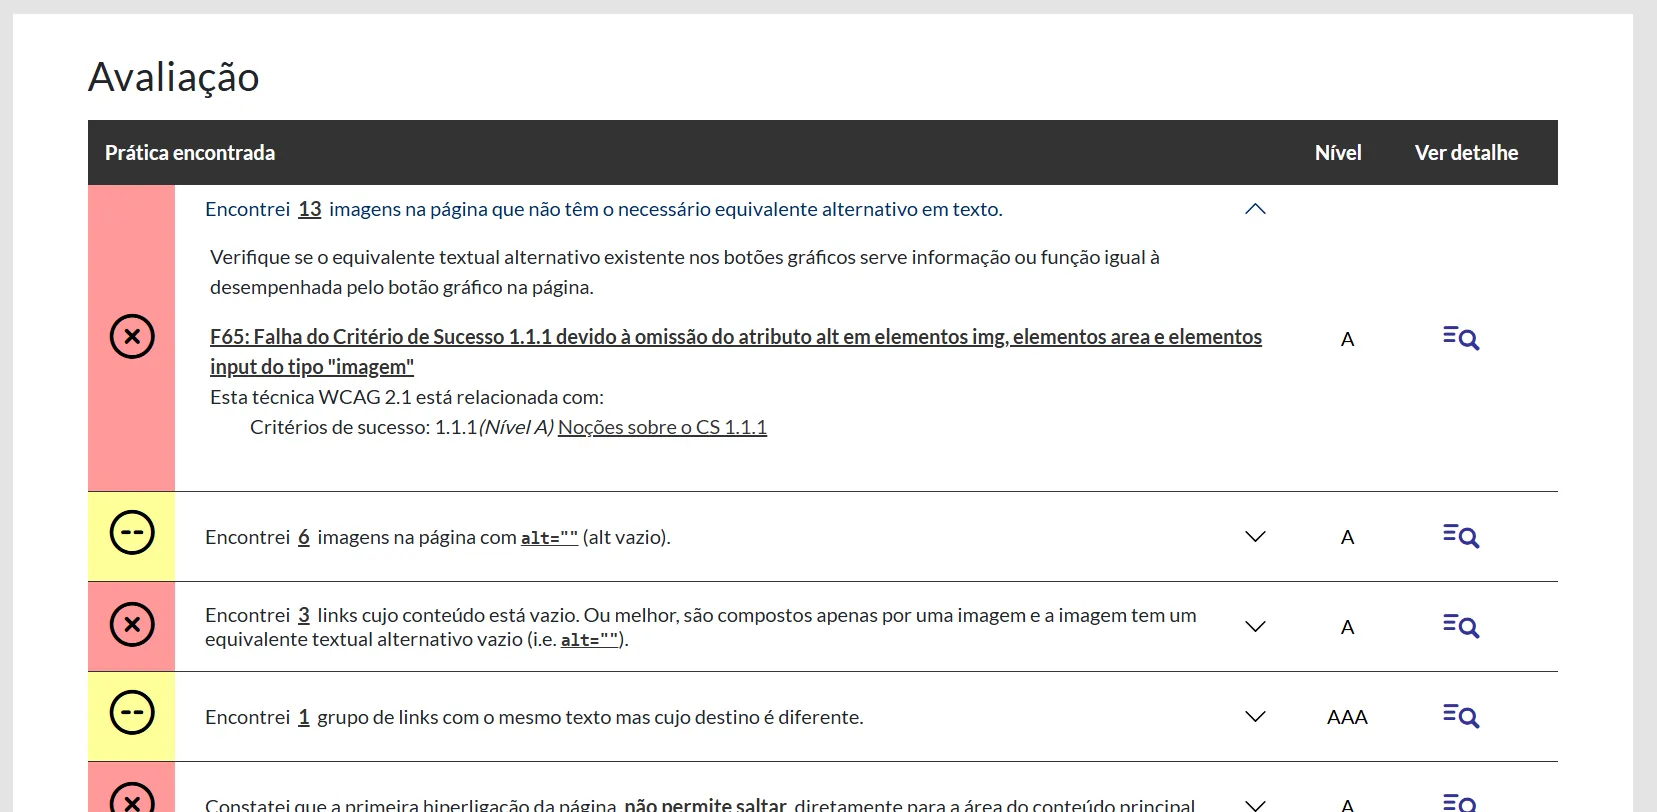 Avaliação
Prática encontrada Nível Ver detalhe
Encontrei 13 imagens na página que não têm o necessário equivalente alternativo em texto.
Verifique se o equivalente textual alternativo existente nos botões gráficos serve informação ou função igual à
desempenhada pelo botão gráfico na página.
F65: Falha do Critério de Sucesso 1.1.1 devido à omissão do atributo alt em elementos img, elementos area e elementos
input do tipo "imagem"
A
Esta técnica WCAG 2.1 está relacionada com:
Critérios de sucesso: 1.1.1(Nível A) Noções sobre o CS 1.1.1
Encontrei 6 imagens na página com alt="" (alt vazio). A
Encontrei 3 links cujo conteúdo está vazio. Ou melhor, são compostos apenas por uma imagem e a imagem tem um
equivalente textual alternativo vazio (i.e. alt="").
A
Encontrei 1 grupo de links com o mesmo texto mas cujo destino é diferente. AAA
Constatei que a primeira hiperligação da página não permite saltar diretamente para a área do conteúdo principal A